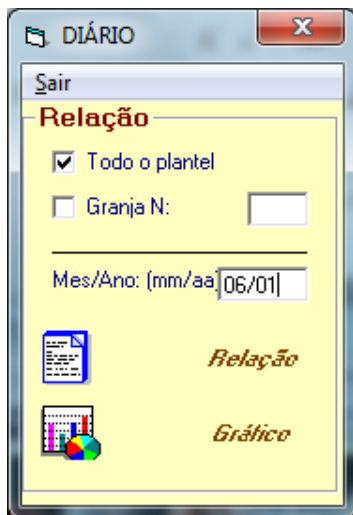 DIÁRIO
Sair
Relação
Todo o plantel
Granja N:
Mes/Ano: (mm/aa) 06/01
Relação
Gráfico